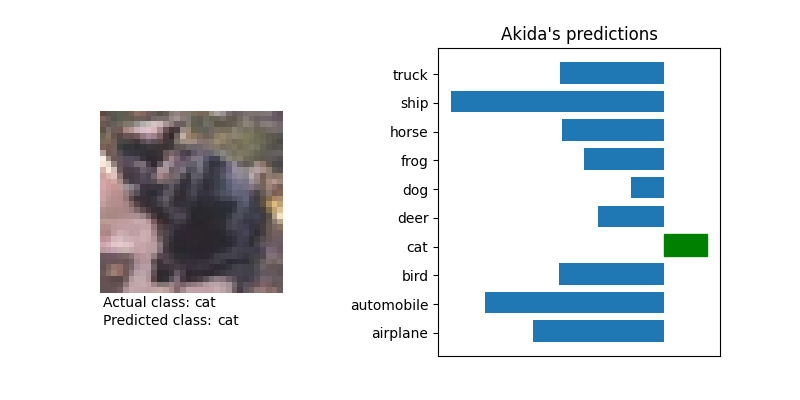 Akida's predictions
truck
ship
horse
frog
dog
deer
cat
bird
automobile
airplane
Actual class: cat
Predicted class: cat